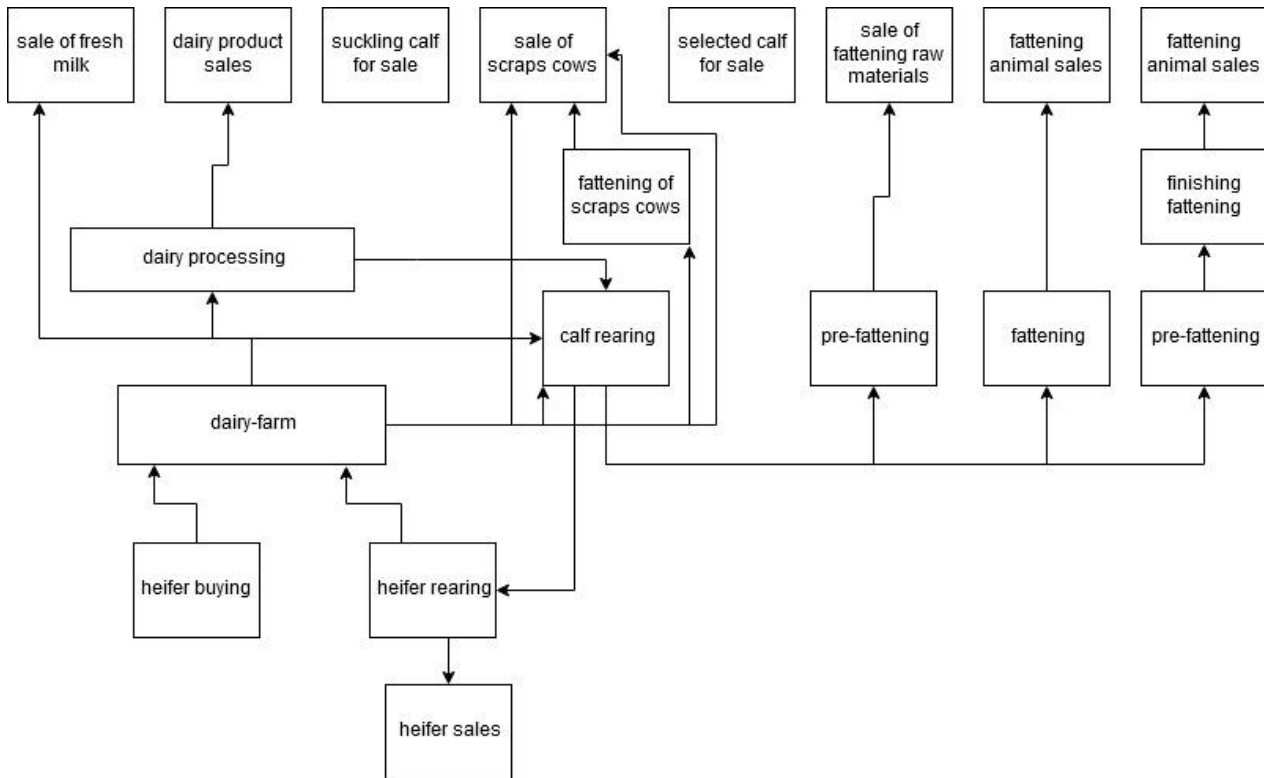 sale of fresh
milk
dairy product
sales
suckling calf
for sale
sale of
scraps cows
selected calf
for sale
sale of
fattening raw
materials
fattening
animal sales
fattening
animal sales
fattening of
scraps cows
finishing
fattening
dairy processing
calf rearing
pre-fattening
fattening
pre-fattening
dairy-farm
heifer buying
heifer rearing
heifer sales